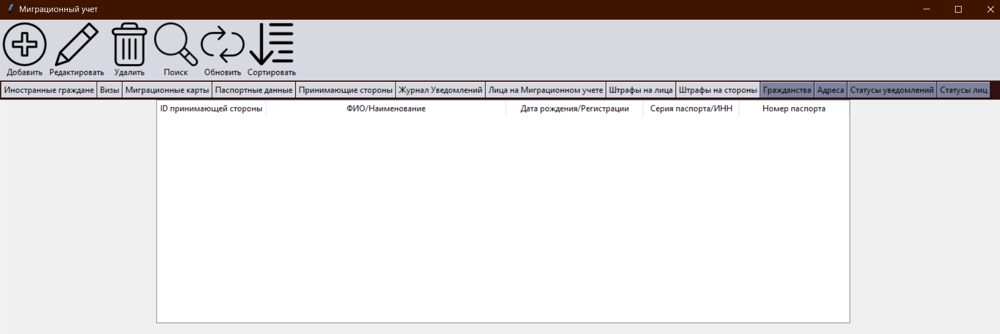 Миграционный учет
Добавить Редактировать Удалить Поиск Обновить Сортировать
Иностранные граждане Визы Миграционные карты Паспортные данные Принимающие стороны Журнал Уведомлений Лица на Миграционном учете Штрафы на лица Штрафы на стороны Гражданства Адреса Статусы уведомлений Статусы лиц
ID принимающей стороны ФИО/Наименование Дата рождения/Регистрации Серия паспорта/ИНН Номер паспорта